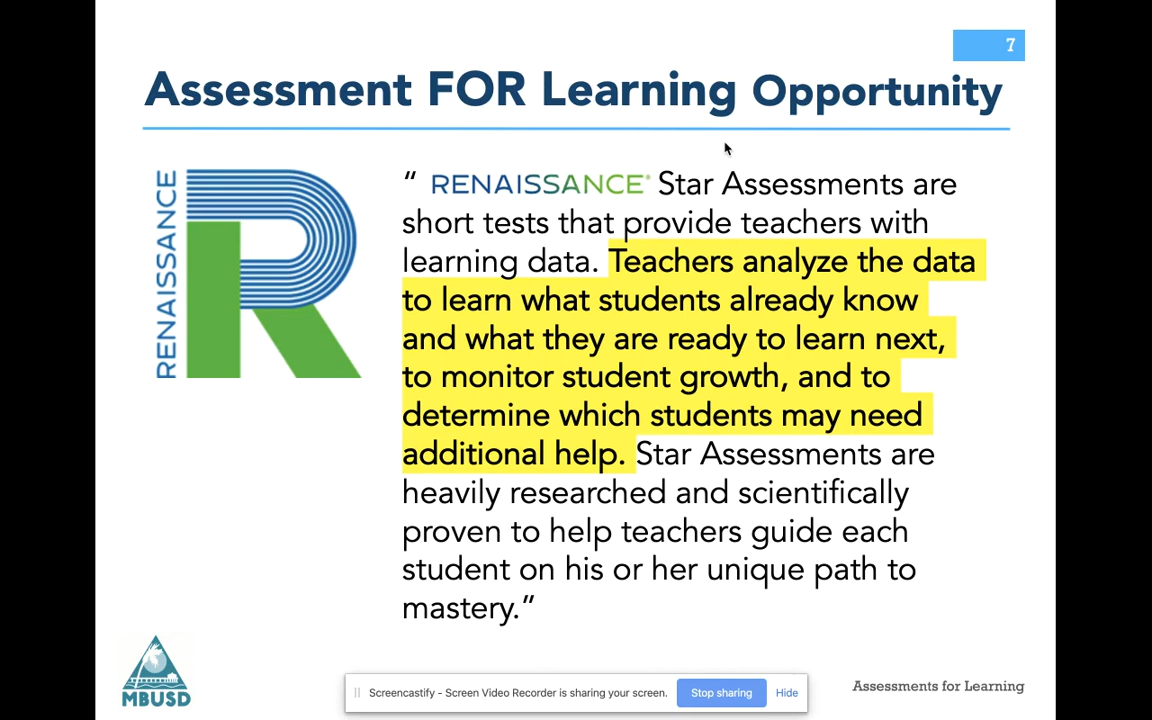 7
Assessment FOR Learning Opportunity
RENAISSANCE
“ RENAISSANCE® Star Assessments are
short tests that provide teachers with
learning data. Teachers analyze the data
to learn what students already know
and what they are ready to learn next,
to monitor student growth, and to
determine which students may need
additional help. Star Assessments are
heavily researched and scientifically
proven to help teachers guide each
student on his or her unique path to
mastery.”
MBUSD
Screencastify - Screen Video Recorder is sharing your screen.
Stop sharing
Hide
Assessments for Learning